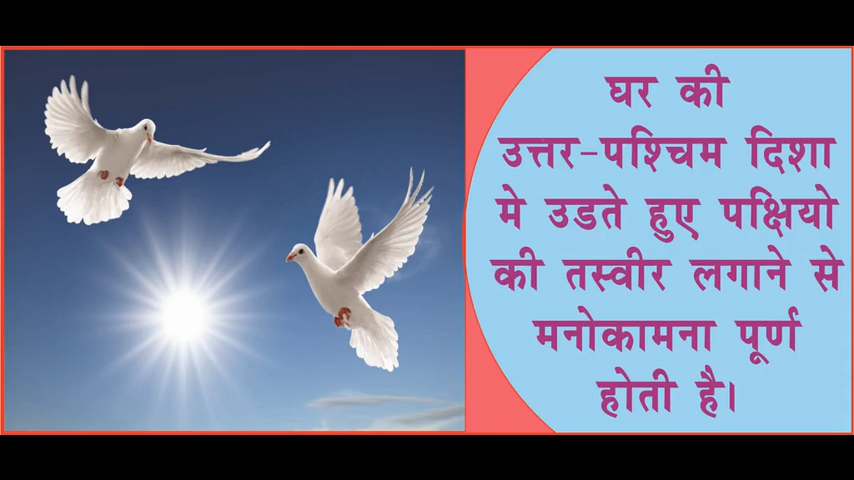 घर की
उत्तर-पश्चिम दिशा
मे उडते हुए पक्षियो
की तस्वीर लगाने से
मनोकामना पूर्ण
होती है।